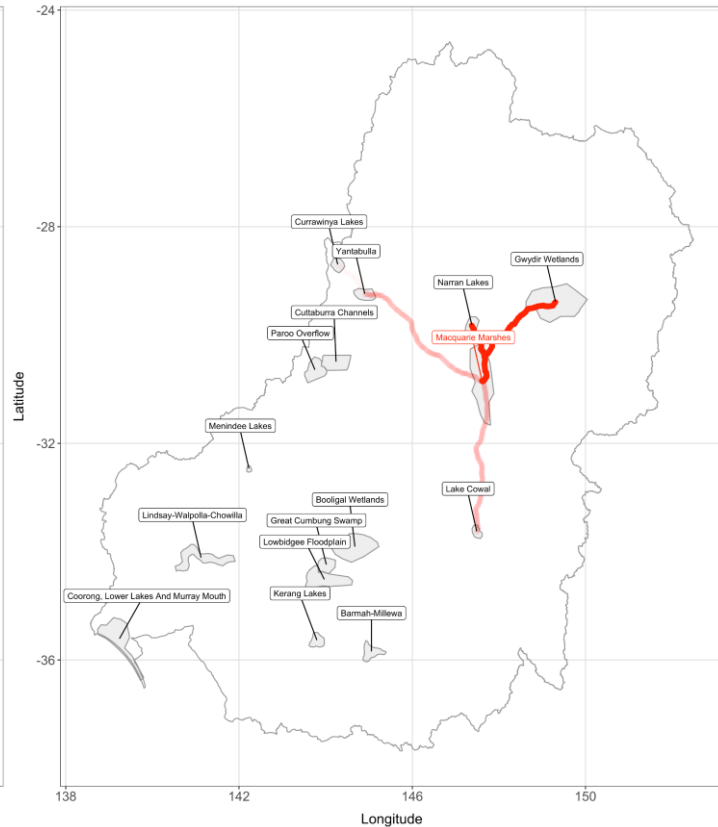 -24
-28
-32
-36
Latitude
Currawinya Lakes
Yantabulla
Gwydir Wetlands
Narran Lakes
Cuttaburra Channels
Paroo Overflow
Macquarie Marshes
Menindee Lakes
Lake Cowal
Booligal Wetlands
Lindsay-Walpolla-Chowilla
Great Cumbung Swamp
Lowbidgee Floodplain
Kerang Lakes
Coorong, Lower Lakes And Murray Mouth
Barmah-Millewa
138 142 146 150
Longitude